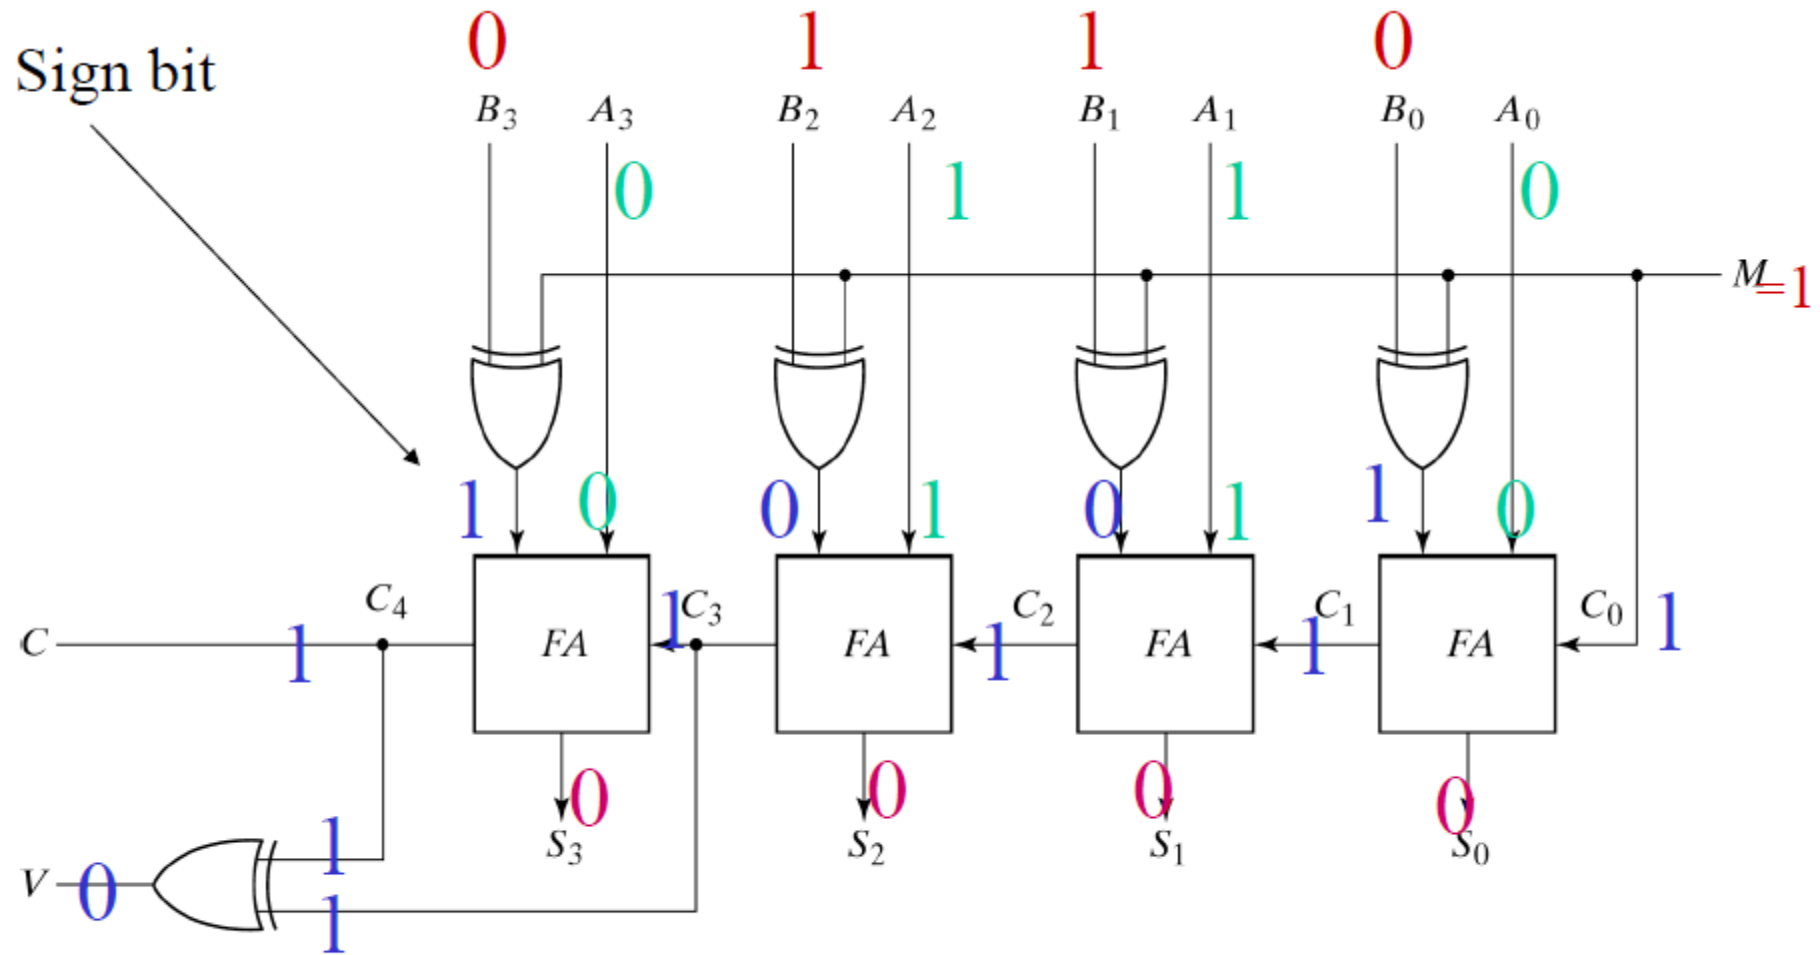 0 1 1 0
Sign bit
B3 A3 B2 A2 B1 A1 B0 A0
0 1 1 0
M =1
1 0 0 1 0 1 1 0
C4 1 C3 C2 C1 C0 1
C 1 FA FA 1 FA 1 FA
0 0 0 0
S3 S2 S1 S0
1
V 0
1